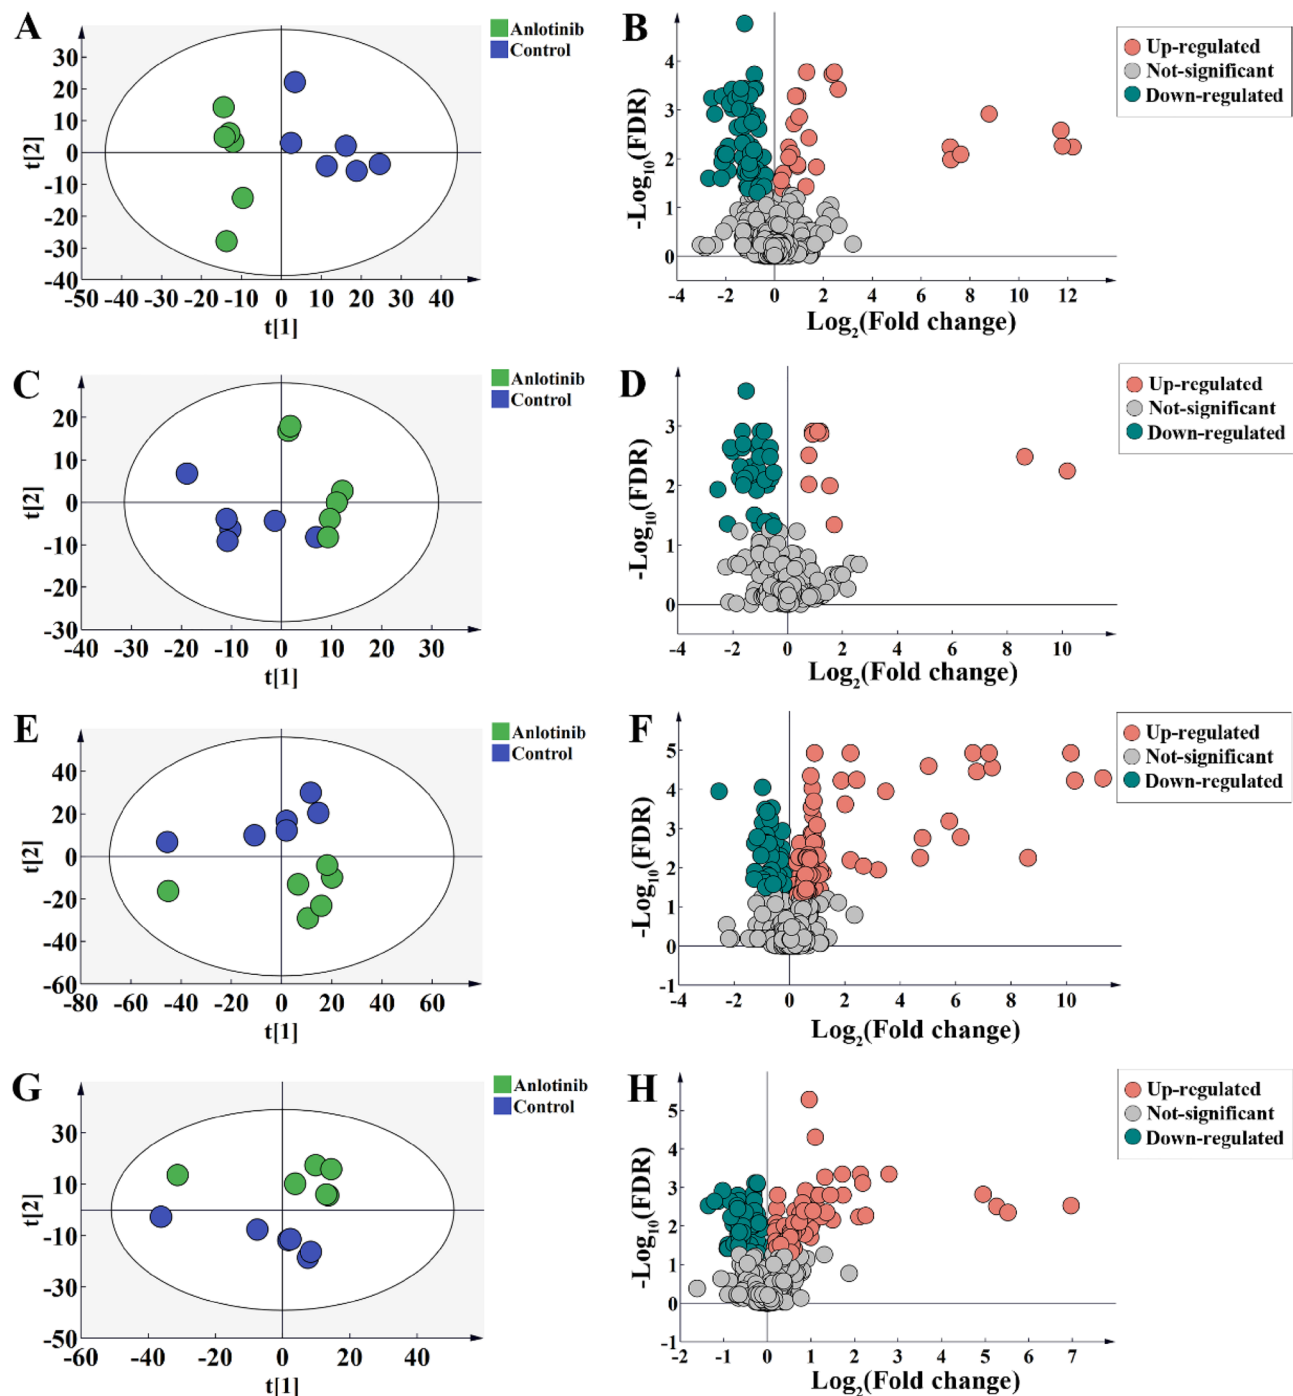 A
Anlotinib
Control
30
20
10
0
-10
-20
-30
-40
t[2]
-50 -40 -30 -20 -10 0 10 20 30 40
t[1]
B
Up-regulated
Not-significant
Down-regulated
4
3
2
1
0
-Log10(FDR)
-4 -2 0 2 4 6 8 10 12
Log2(Fold change)
C
Anlotinib
Control
20
10
0
-10
-20
-30
t[2]
-40 -30 -20 -10 0 10 20 30
t[1]
D
Up-regulated
Not-significant
Down-regulated
3
2
1
0
-Log10(FDR)
-4 -2 0 2 4 6 8 10
Log2(Fold change)
E
Anlotinib
Control
40
20
0
-20
-40
-60
t[2]
-80 -60 -40 -20 0 20 40 60
t[1]
F
Up-regulated
Not-significant
Down-regulated
5
4
3
2
1
0
-1
-Log10(FDR)
-4 -2 0 2 4 6 8 10
Log2(Fold change)
G
Anlotinib
Control
30
10
-10
-30
-50
t[2]
-60 -40 -20 0 20 40
t[1]
H
Up-regulated
Not-significant
Down-regulated
5
4
3
2
1
0
-1
-Log10(FDR)
-2 -1 0 1 2 3 4 5 6 7
Log2(Fold change)